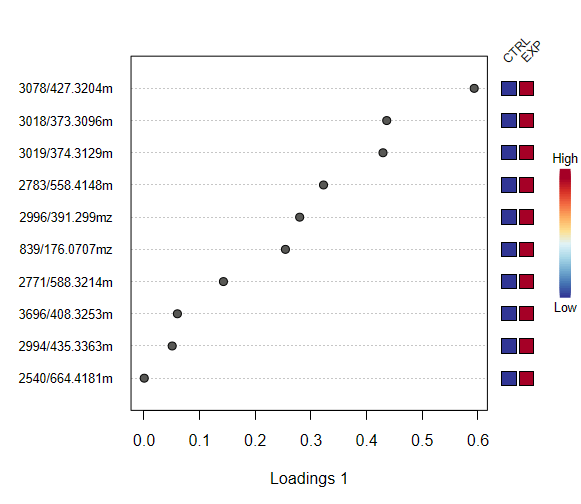 CTRL
EXP
3078/427.3204m
3018/373.3096m
3019/374.3129m
2783/558.4148m
2996/391.299mz
839/176.0707mz
2771/588.3214m
3696/408.3253m
2994/435.3363m
2540/664.4181m
High
Low
0.0 0.1 0.2 0.3 0.4 0.5 0.6
Loadings 1